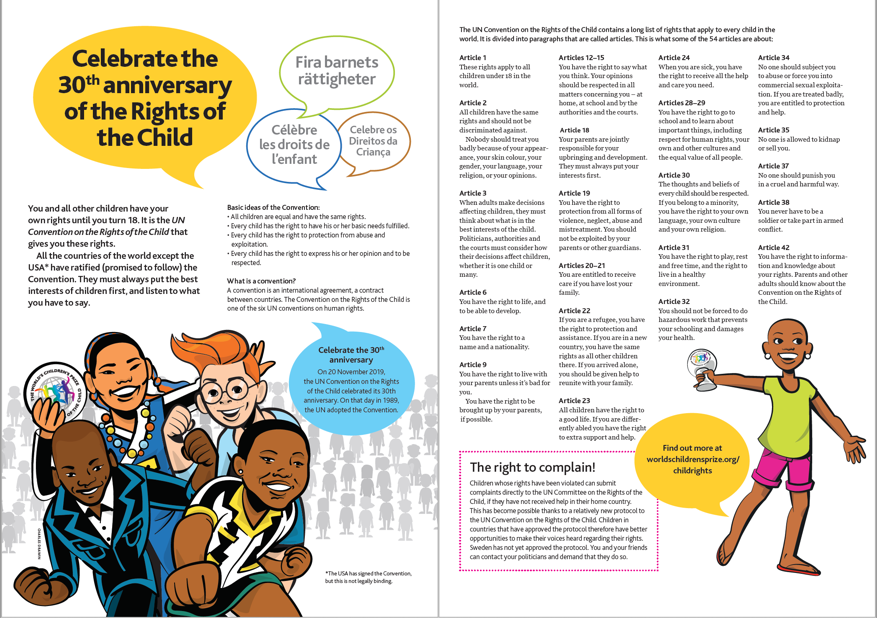 Celebrate the
30th anniversary
of the Rights of
the Child
Fira barnets
rättigheter
Célèbre
les droits de
l'enfant
Celebre os
Direitos da
Criança
You and all other children have your
own rights until you turn 18. It is the UN
Convention on the Rights of the Child that
gives you these rights.
All the countries of the world except the
USA* have ratified (promised to follow) the
Convention. They must always put the best
interests of children first, and listen to what
you have to say.
Basic ideas of the Convention:
• All children are equal and have the same rights.
• Every child has the right to have his or her basic needs fulfilled.
• Every child has the right to protection from abuse and
exploitation.
• Every child has the right to express his or her opinion and to be
respected.
What is a convention?
A convention is an international agreement, a contract
between countries. The Convention on the Rights of the Child is
one of the six UN conventions on human rights.
Celebrate the 30th
anniversary
On 20 November 2019,
the UN Convention on the Rights
of the Child celebrated its 30th
anniversary. On that day in 1989,
the UN adopted the Convention.
THE WORLD'S CHILDREN'S PRIZE
OF THE CHILD
*The USA has signed the Convention,
but this is not legally binding.
The UN Convention on the Rights of the Child contains a long list of rights that apply to every child in the
world. It is divided into paragraphs that are called articles. This is what some of the 54 articles are about:
Article 1
These rights apply to all
children under 18 in the
world.
Article 2
All children have the same
rights and should not be
discriminated against.
Nobody should treat you
badly because of your appear-
ance, your skin colour, your
gender, your language, your
religion, or your opinions.
Article 3
When adults make decisions
affecting children, they must
think about what is in the
best interests of the child.
Politicians, authorities and
the courts must consider how
their decisions affect children,
whether it is one child or
many.
Article 6
You have the right to life, and
to be able to develop.
Article 7
You have the right to a
name and a nationality.
Article 9
You have the right to live with
your parents unless it's bad for
you.
You have the right to be
brought up by your parents,
if possible.
Articles 12–15
You have the right to say what
you think. Your opinions
should be respected in all
matters concerning you – at
home, at school and by the
authorities and the courts.
Article 18
Your parents are jointly
responsible for your
upbringing and development.
They must always put your
interests first.
Article 19
You have the right to
protection from all forms of
violence, neglect, abuse and
mistreatment. You should
not be exploited by your
parents or other guardians.
Articles 20–21
You are entitled to receive
care if you have lost your
family.
Article 22
If you are a refugee, you have
the right to protection and
assistance. If you are in a new
country, you have the same
rights as all other children
there. If you arrived alone,
you should be given help to
reunite with your family.
Article 23
All children have the right to
a good life. If you are differ-
ently abled you have the right
to extra support and help.
Article 24
When you are sick, you have
the right to receive all the help
and care you need.
Articles 28–29
You have the right to go to
school and to learn about
important things, including
respect for human rights, your
own and other cultures and
the equal value of all people.
Article 30
The thoughts and beliefs of
every child should be respected.
If you belong to a minority,
you have the right to your own
language, your own culture
and your own religion.
Article 31
You have the right to play, rest
and free time, and the right to
live in a healthy
environment.
Article 32
You should not be forced to do
hazardous work that prevents
your schooling and damages
your health.
Article 34
No one should subject you
to abuse or force you into
commercial sexual exploita-
tion. If you are treated badly,
you are entitled to protection
and help.
Article 35
No one is allowed to kidnap
or sell you.
Article 37
No one should punish you
in a cruel and harmful way.
Article 38
You never have to be a
soldier or take part in armed
conflict.
Article 42
You have the right to informa-
tion and knowledge about
your rights. Parents and other
adults should know about the
Convention on the Rights of
the Child.
The right to complain!
Children whose rights have been violated can submit
complaints directly to the UN Committee on the Rights of the
Child, if they have not received help in their home country.
This has become possible thanks to a relatively new protocol to
the UN Convention on the Rights of the Child. Children in
countries that have approved the protocol therefore have better
opportunities to make their voices heard regarding their rights.
Sweden has not yet approved the protocol. You and your friends
can contact your politicians and demand that they do so.
Find out more at
worldschildrensprize.org/
childrights